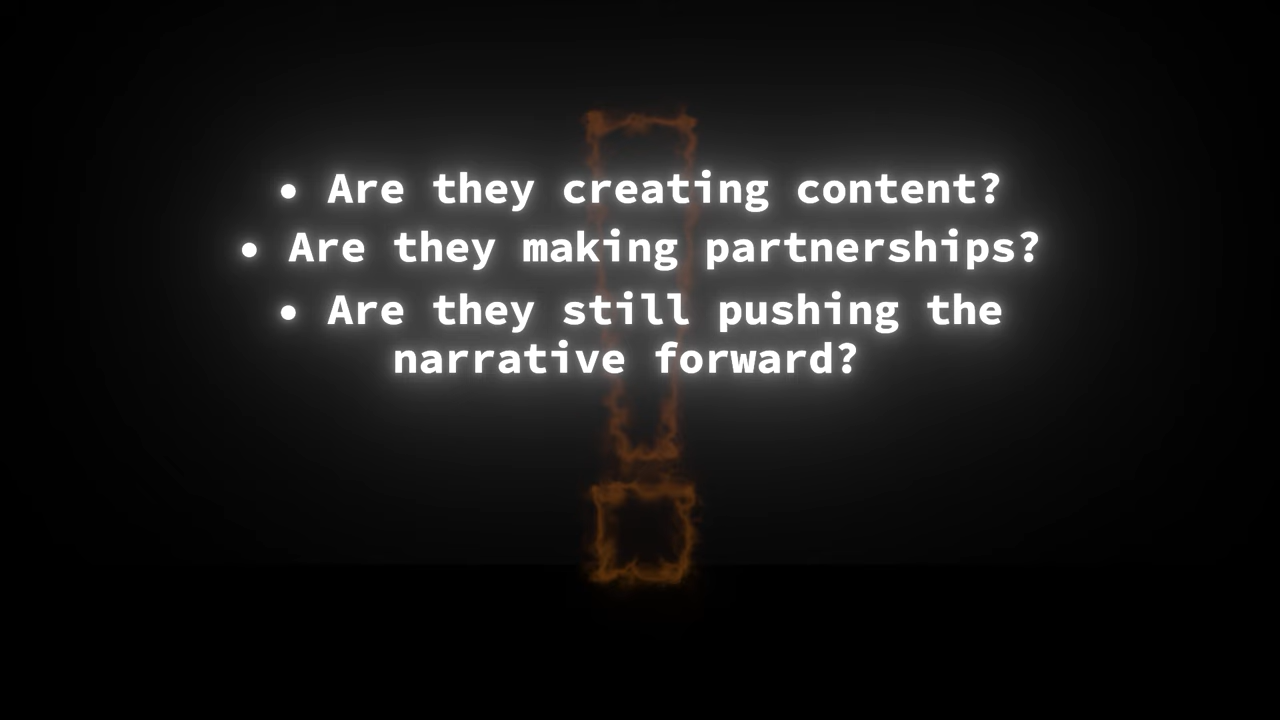 • Are they creating content?
• Are they making partnerships?
• Are they still pushing the
narrative forward?